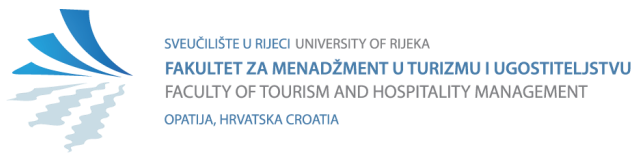 SVEUČILIŠTE U RIJECI UNIVERSITY OF RIJEKA
FAKULTET ZA MENADŽMENT U TURIZMU I UGOSTITELJSTVU
FACULTY OF TOURISM AND HOSPITALITY MANAGEMENT
OPATIJA, HRVATSKA CROATIA